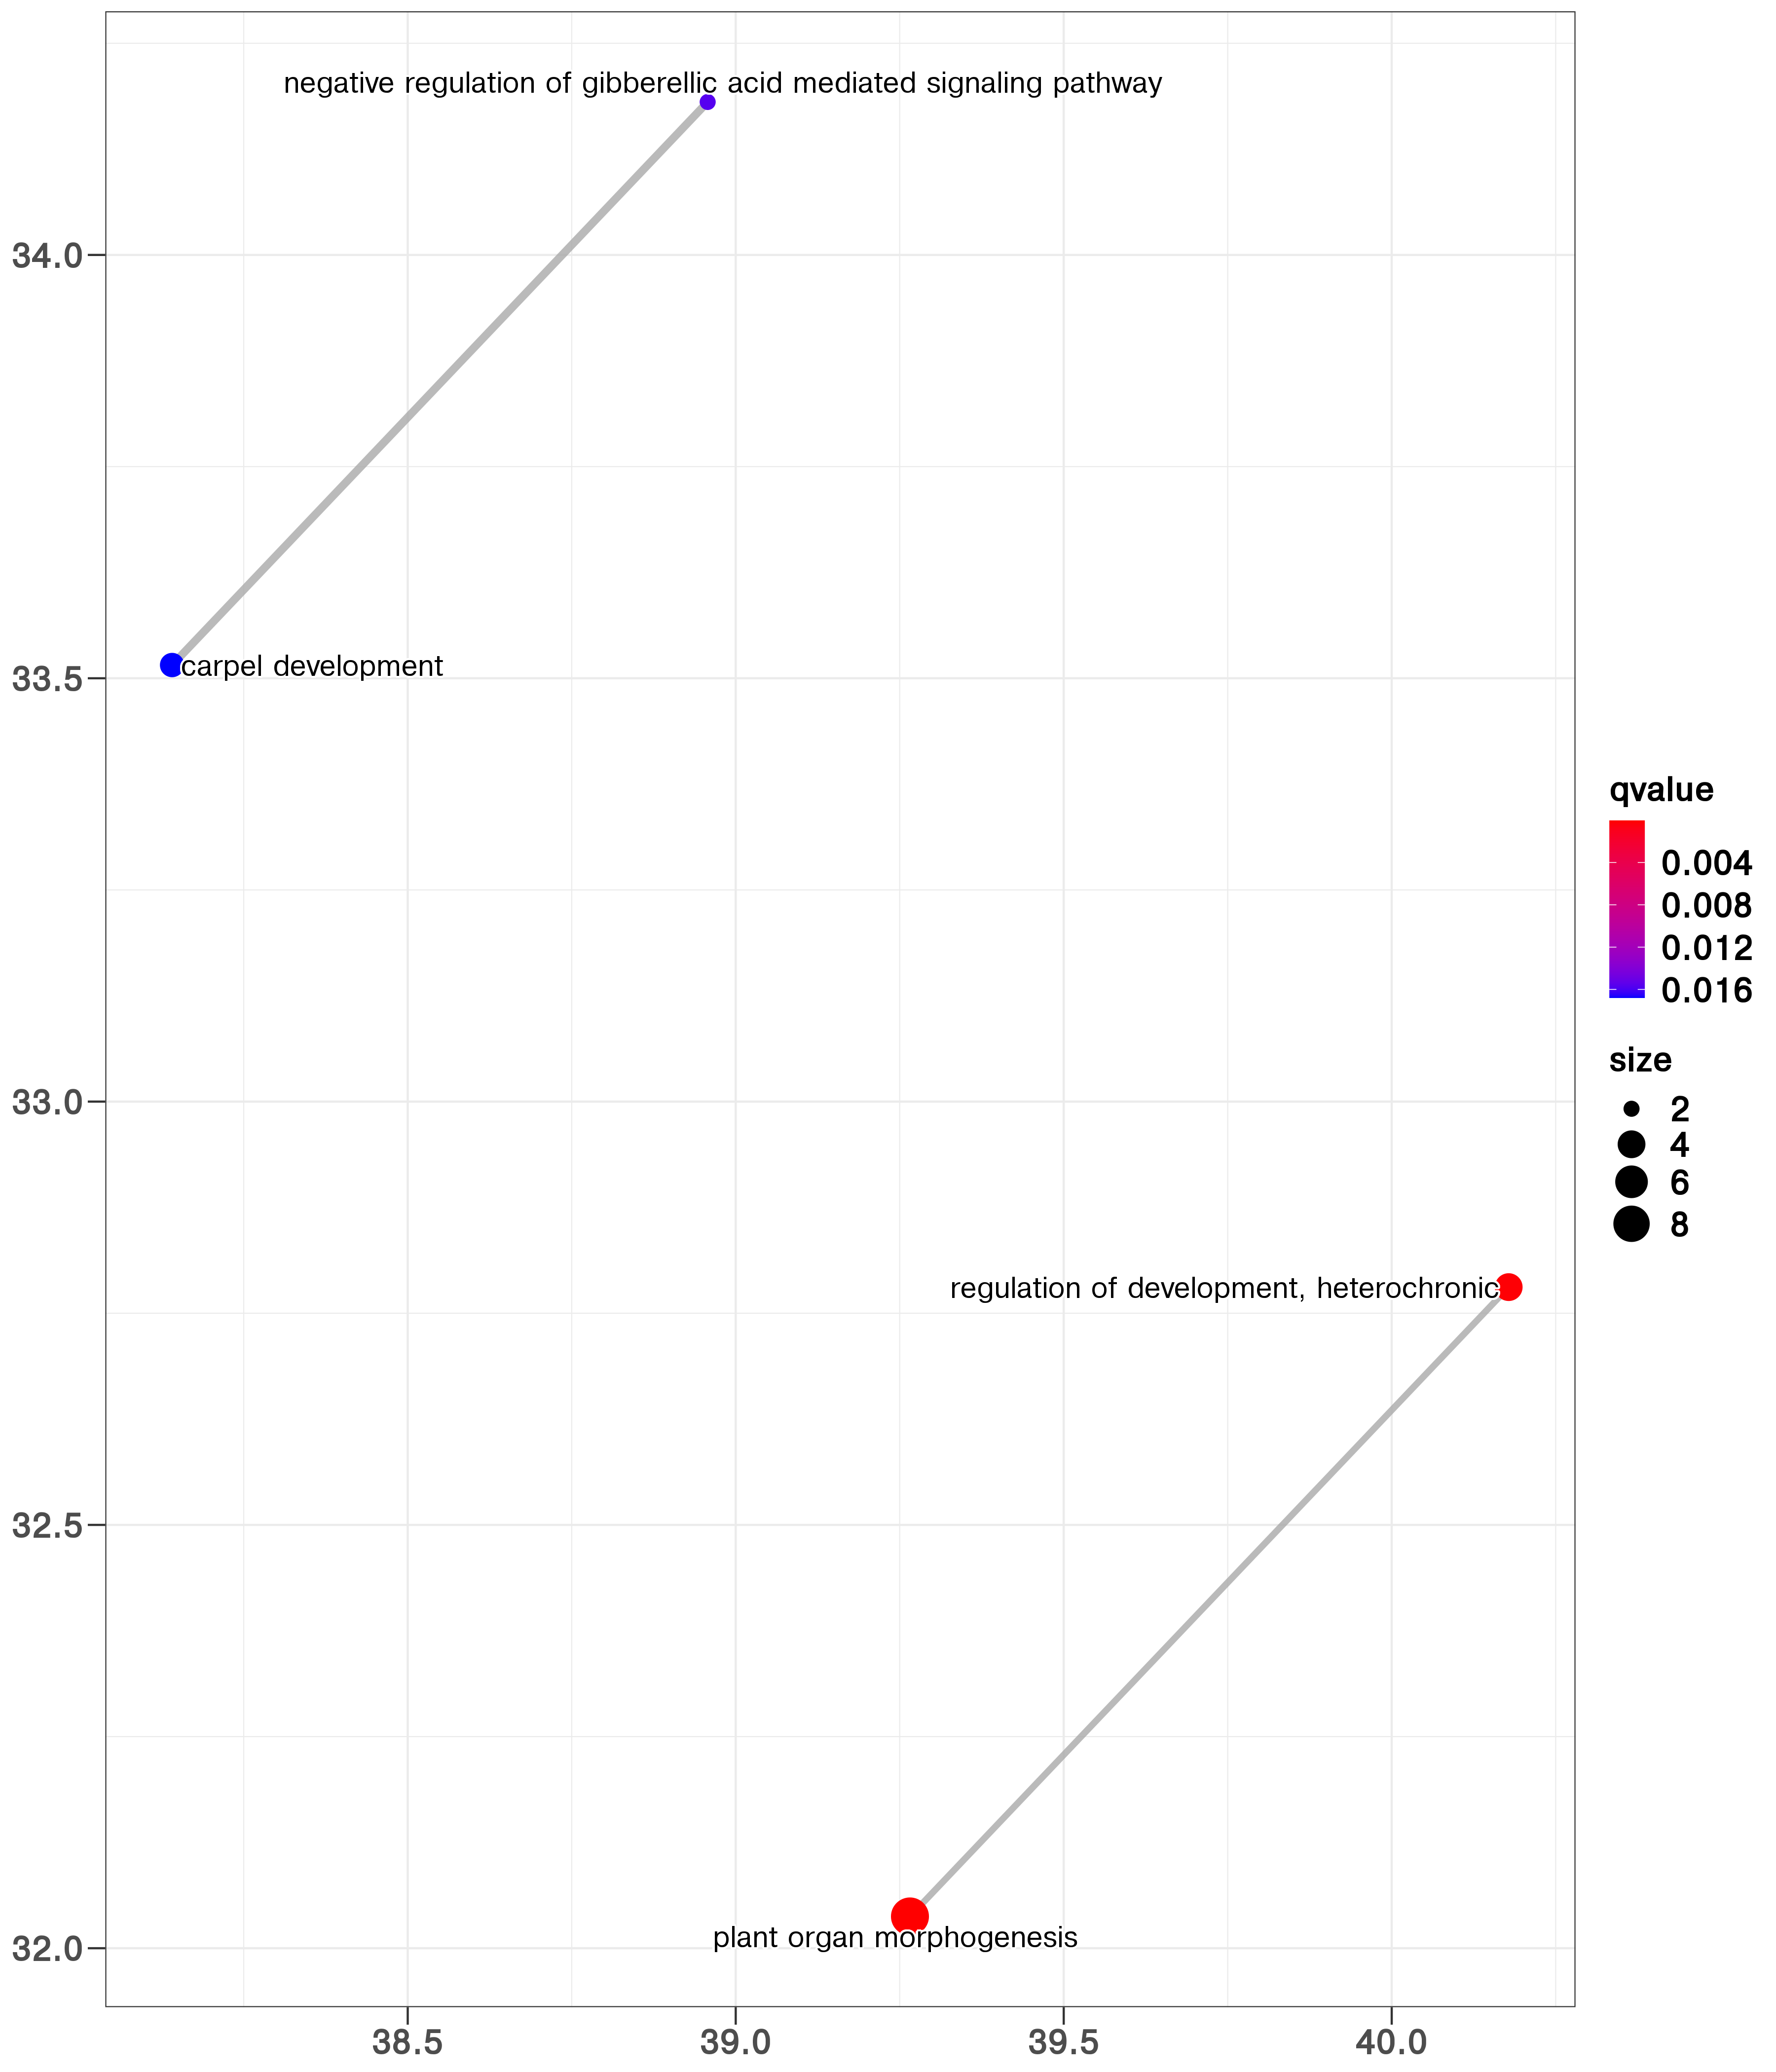 negative regulation of gibberellic acid mediated signaling pathway
34.0
carpel development
33.5
qvalue
0.004
0.008
0.012
0.016
size
2
4
6
8
33.0
regulation of development, heterochronic
32.5
plant organ morphogenesis
32.0
38.5 39.0 39.5 40.0